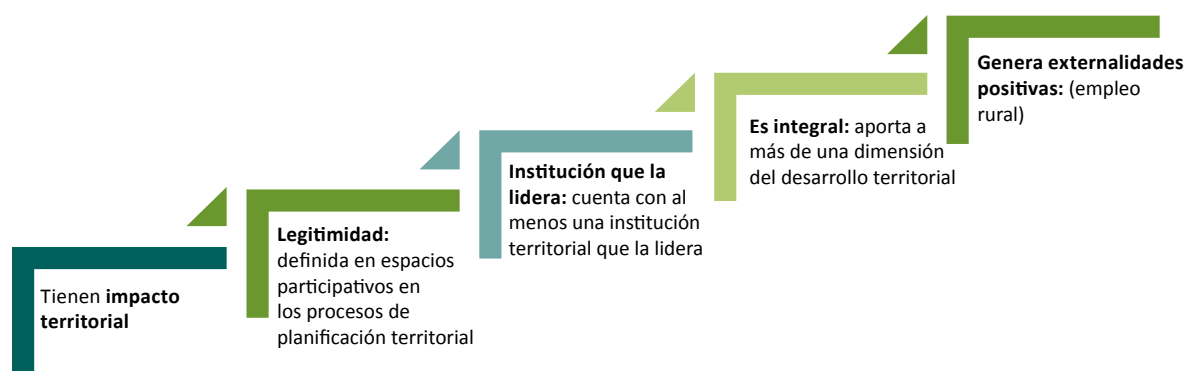 Tienen impacto
territorial
Legitimidad:
definida en espacios
participativos en
los procesos de
planificación territorial
Institución que la
lidera: cuenta con al
menos una institución
territorial que la lidera
Es integral: aporta a
más de una dimensión
del desarrollo territorial
Genera externalidades
positivas: (empleo
rural)